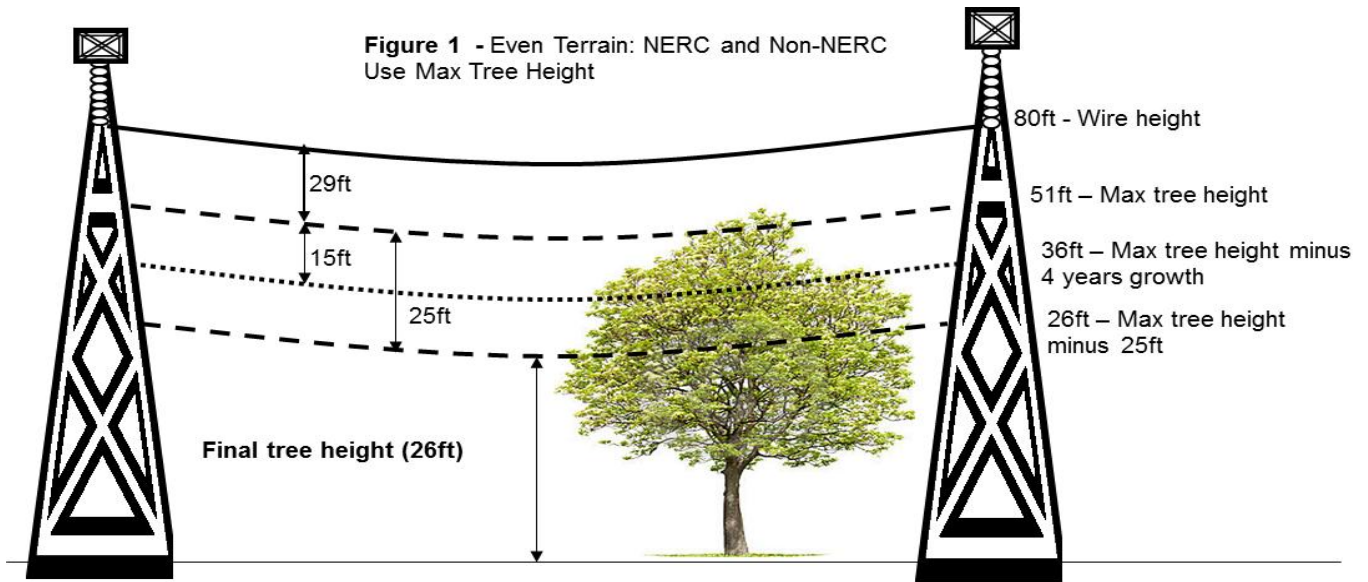 Figure 1 - Even Terrain: NERC and Non-NERC
Use Max Tree Height
80ft - Wire height
29ft
51ft – Max tree height
15ft
36ft – Max tree height minus
4 years growth
25ft
26ft – Max tree height
minus 25ft
Final tree height (26ft)